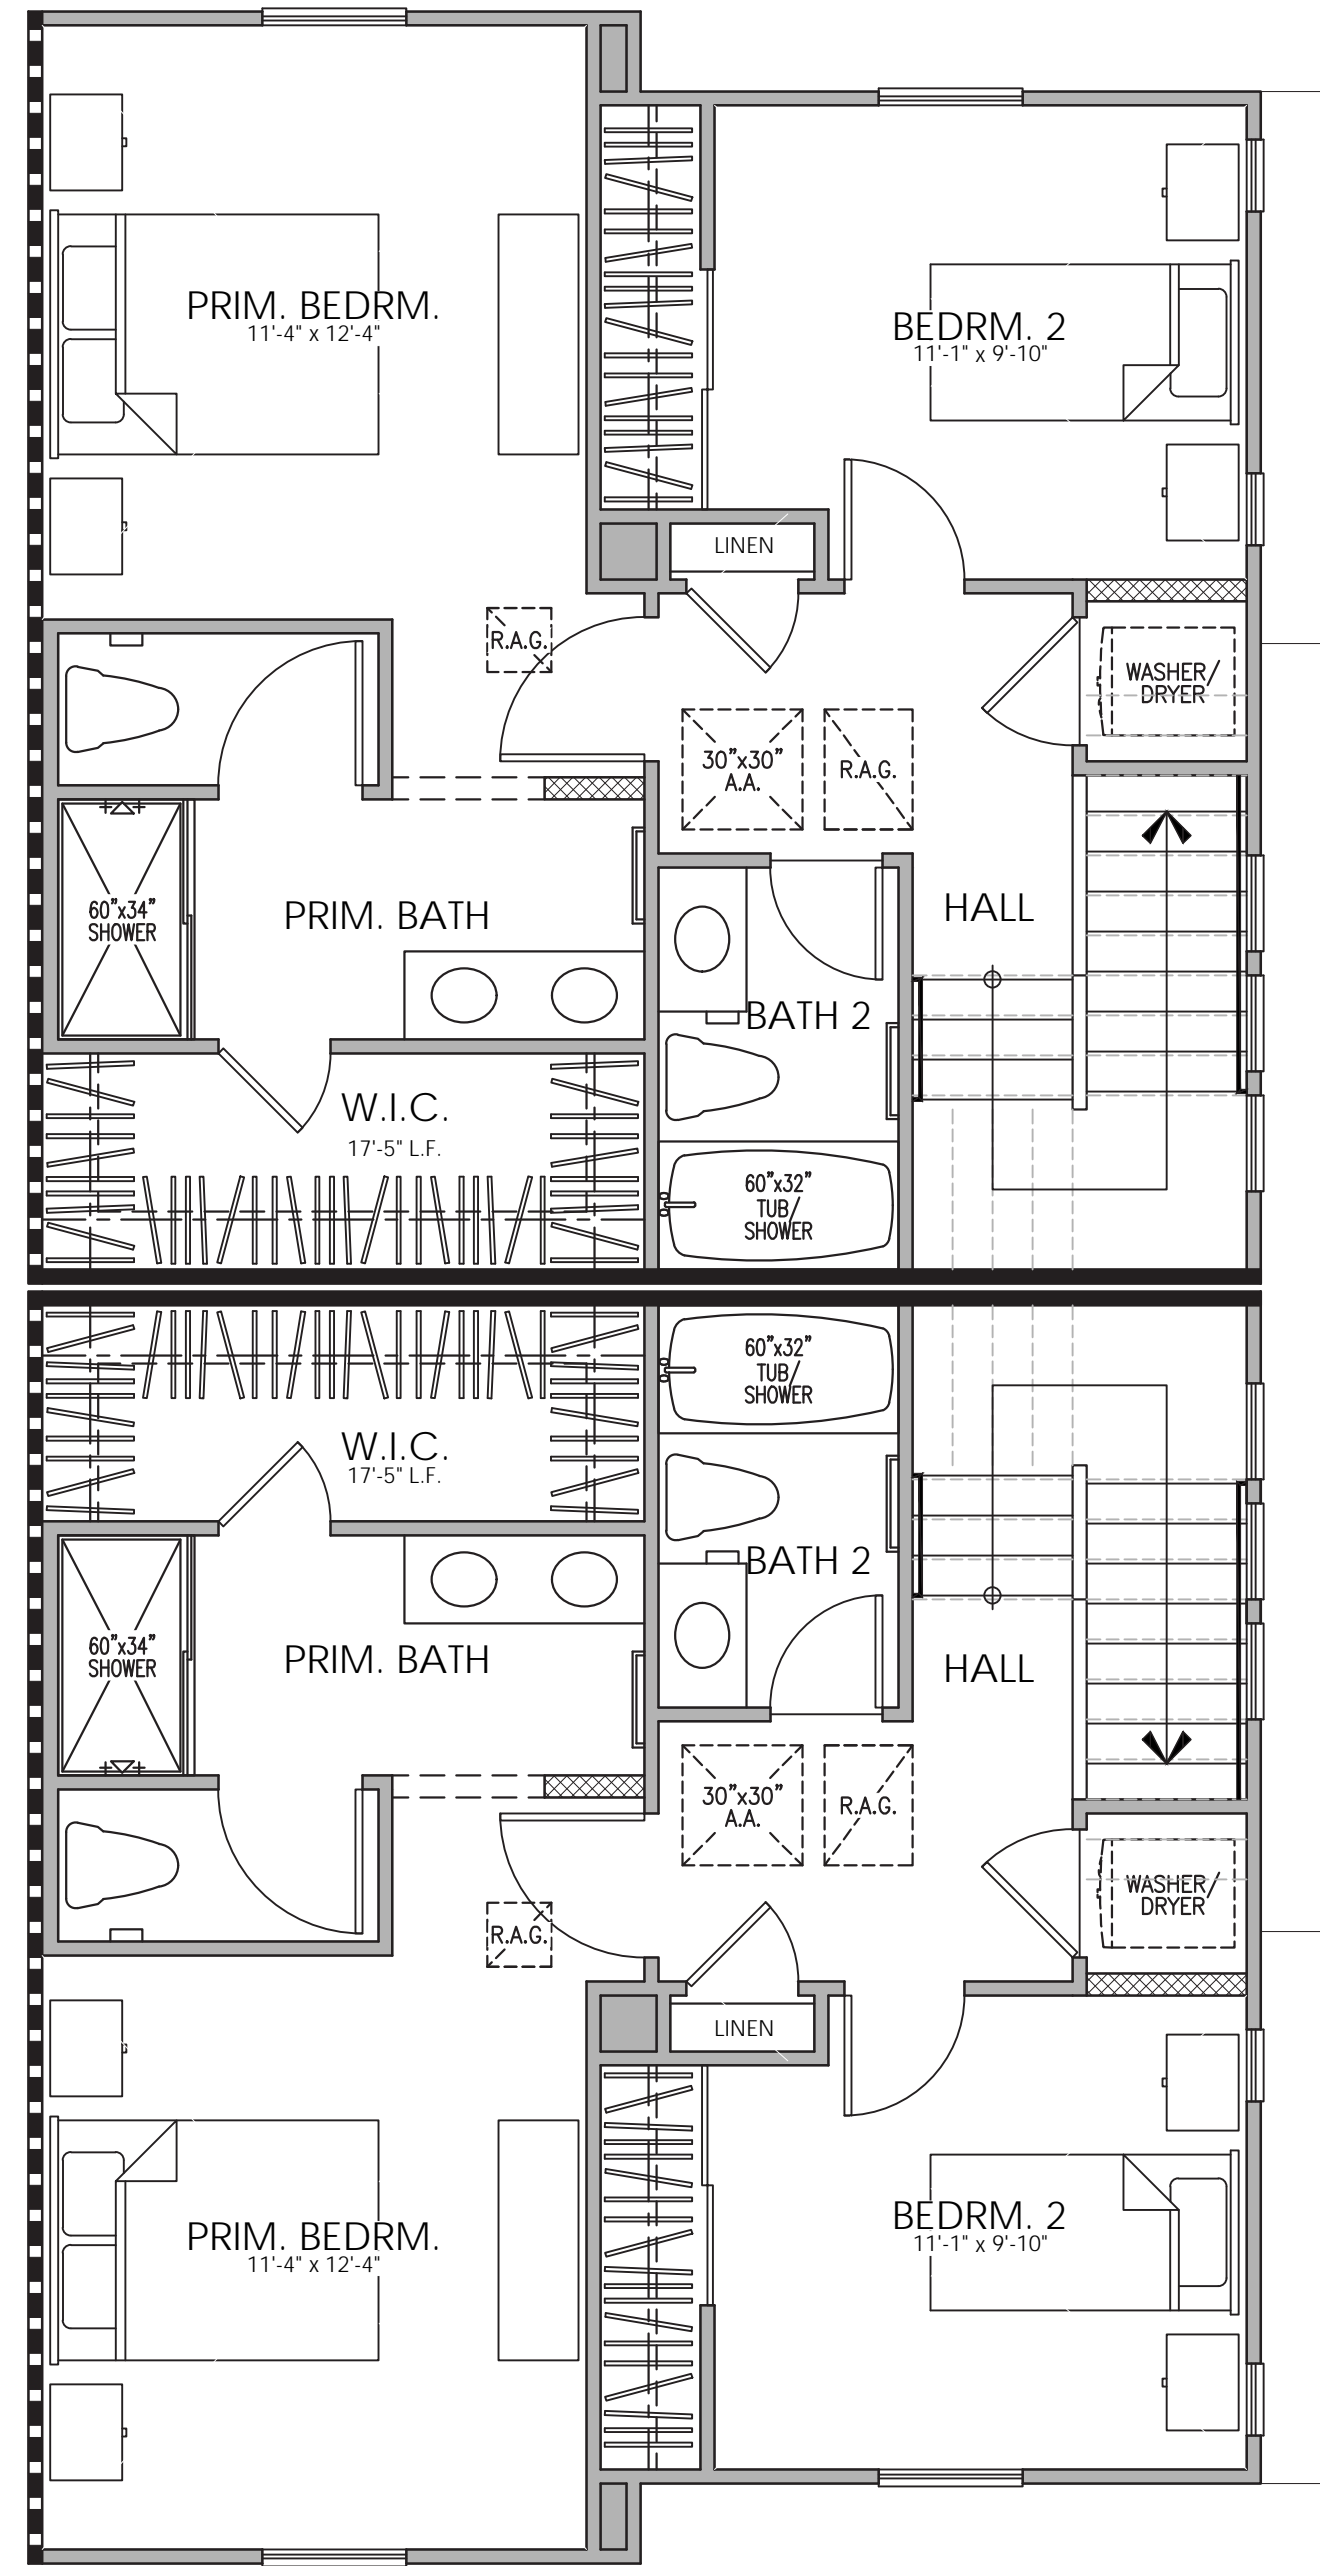 PRIM. BEDRM.
11'-4" x 12'-4"
BEDRM. 2
11'-1" x 9'-10"
LINEN
R.A.G.
WASHER/
DRYER
30"x30"
A.A.
R.A.G.
60"x34"
SHOWER
PRIM. BATH
HALL
BATH 2
W.I.C.
17'-5" L.F.
60"x32"
TUB/
SHOWER
60"x32"
TUB/
SHOWER
W.I.C.
17'-5" L.F.
BATH 2
60"x34"
SHOWER
PRIM. BATH
HALL
30"x30"
A.A.
R.A.G.
WASHER/
DRYER
R.A.G.
LINEN
PRIM. BEDRM.
11'-4" x 12'-4"
BEDRM. 2
11'-1" x 9'-10"